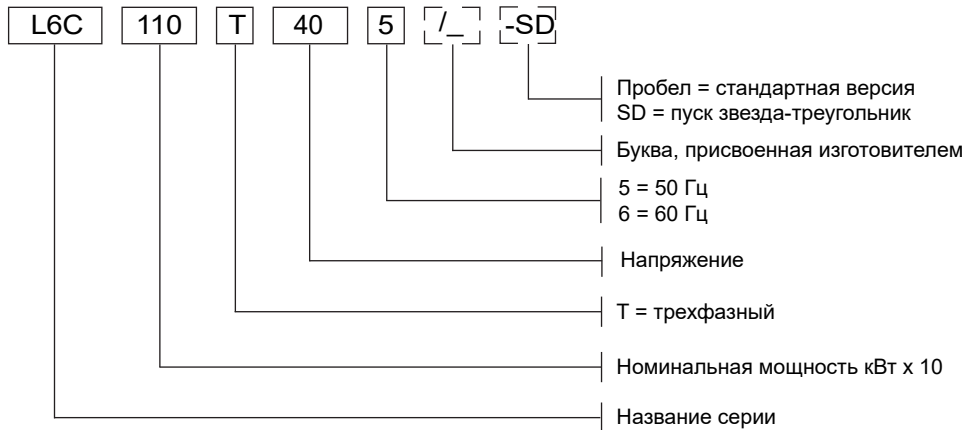 L6C 110 T 40 5 /_ -SD
Пробел = стандартная версия
SD = пуск звезда-треугольник
Буква, присвоенная изготовителем
5 = 50 Гц
6 = 60 Гц
Напряжение
T = трехфазный
Номинальная мощность кВт x 10
Название серии